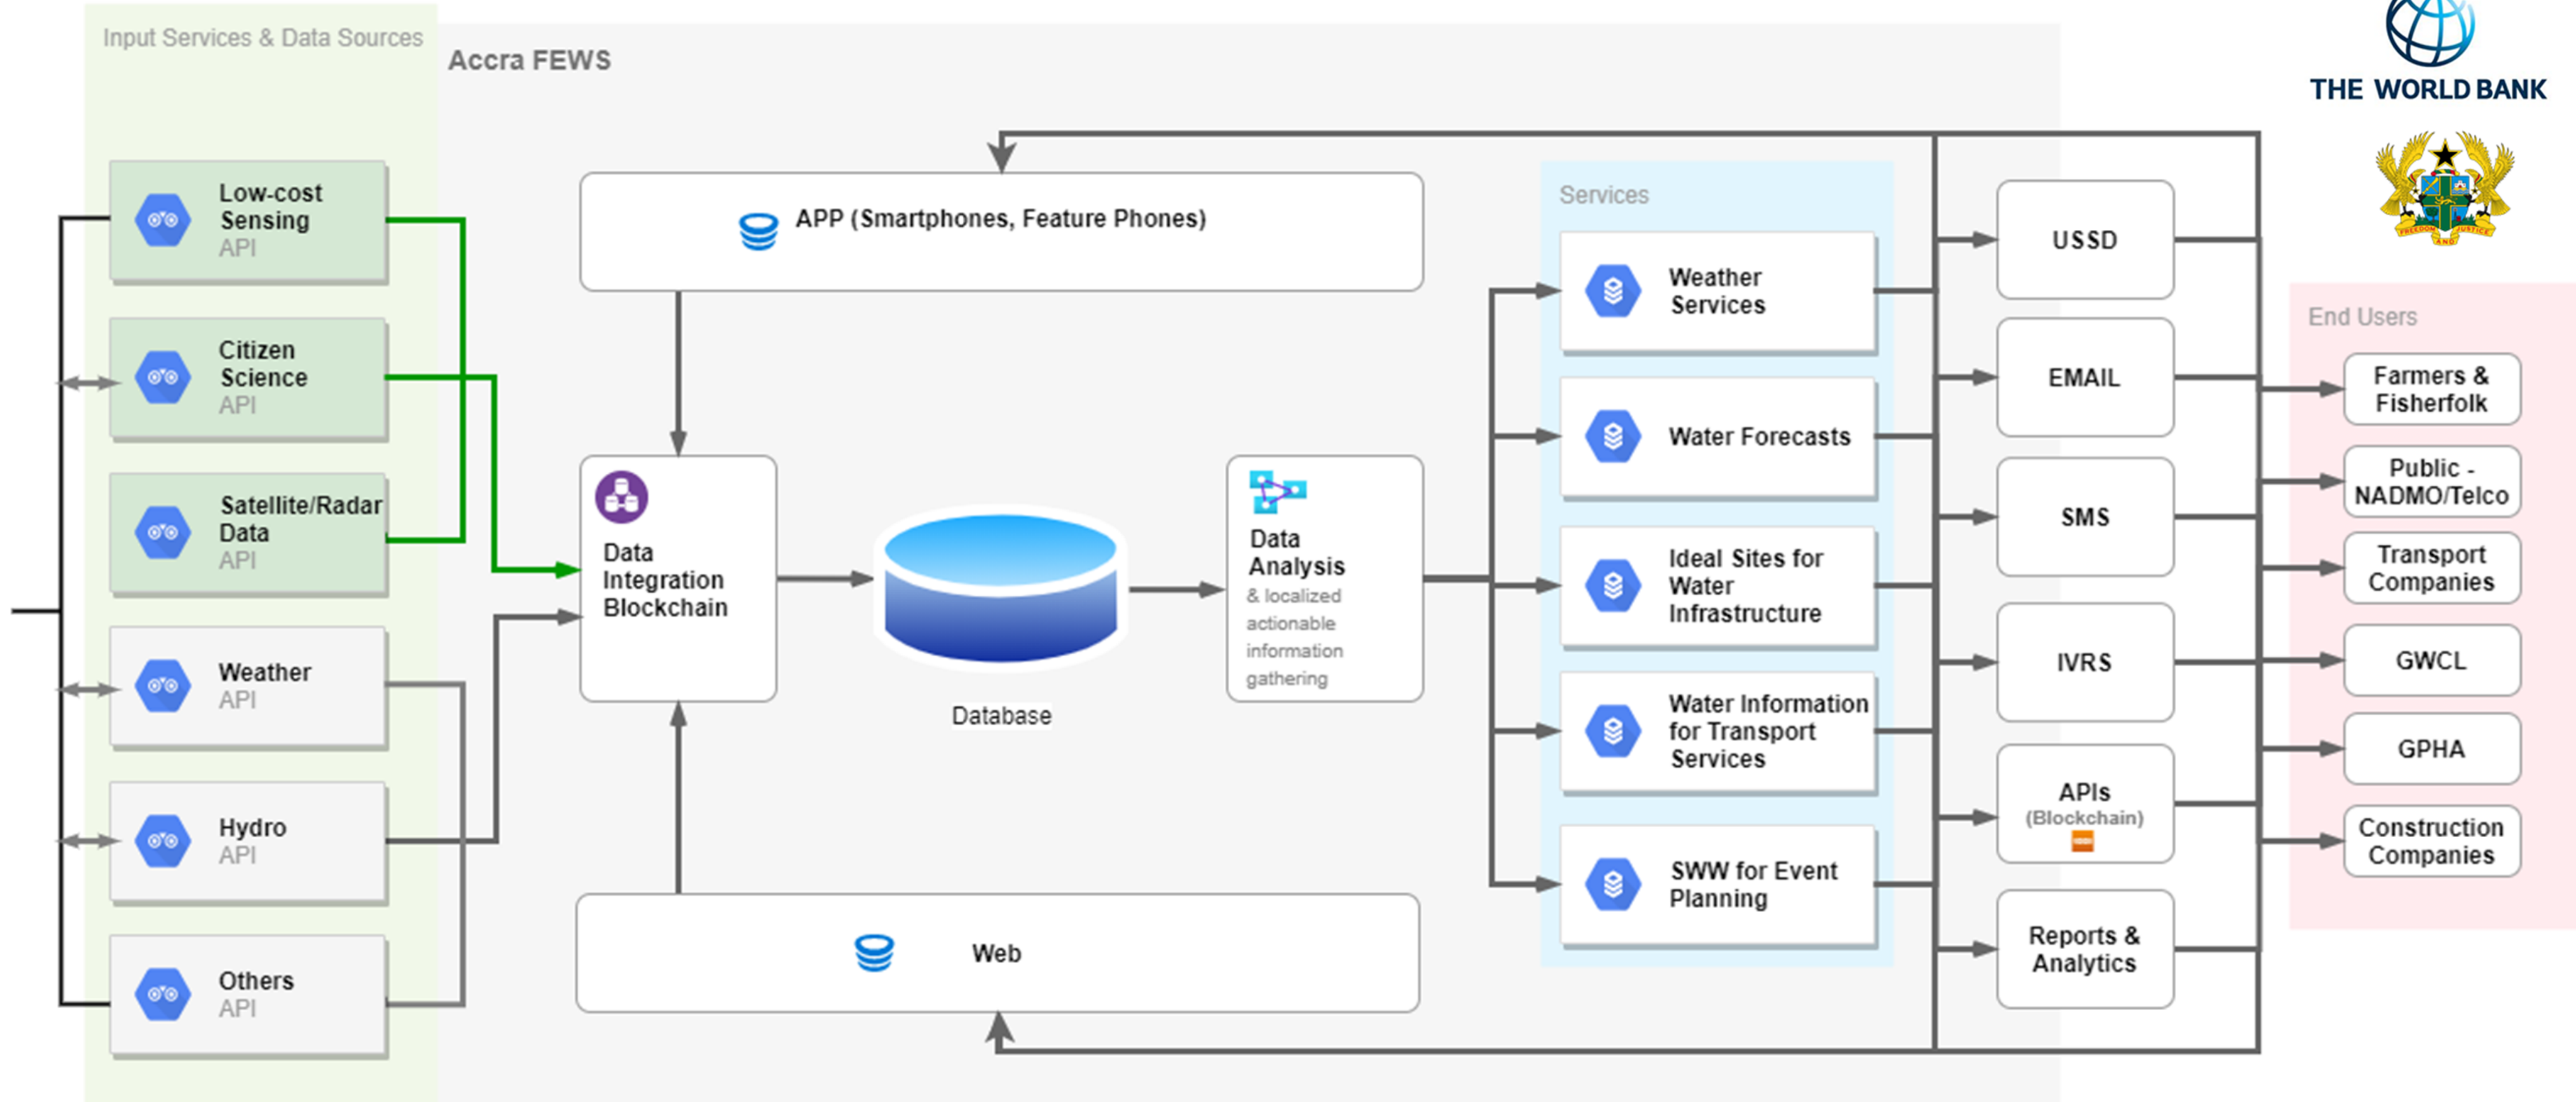 Input Services & Data Sources
Accra FEWS
THE WORLD BANK
FREEDOM AND JUSTICE
Low-cost
Sensing
API
Citizen
Science
API
Satellite/Radar
Data
API
Weather
API
Hydro
API
Others
API
APP (Smartphones, Feature Phones)
Data
Integration
Blockchain
Database
Data
Analysis
& localized
actionable
information
gathering
Web
Services
Weather
Services
Water Forecasts
Ideal Sites for
Water
Infrastructure
Water Information
for Transport
Services
SWW for Event
Planning
USSD
EMAIL
SMS
IVRS
APIs
(Blockchain)
Reports &
Analytics
End Users
Farmers &
Fisherfolk
Public -
NADMO/Telco
Transport
Companies
GWCL
GPHA
Construction
Companies